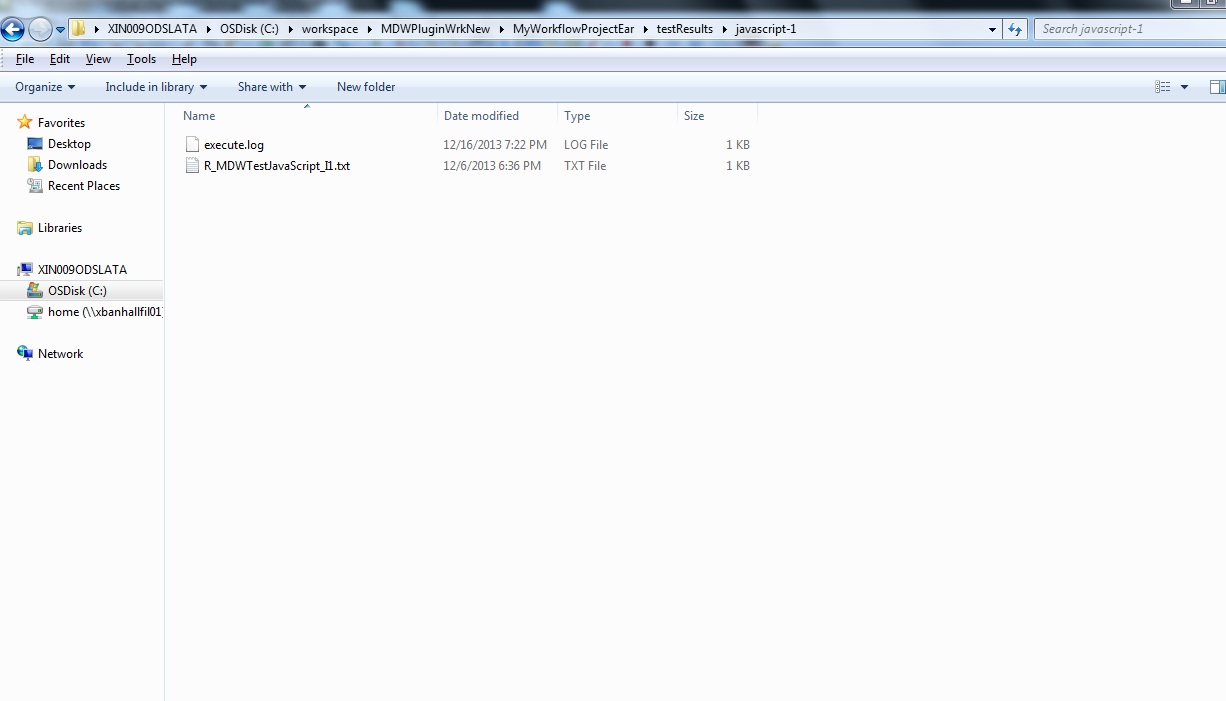 XIN009ODSLATA OSDisk (C:) workspace MDWPluginWrkNew MyWorkflowProjectEar testResults javascript-1 Search javascript-1
File Edit View Tools Help
Organize Include in library Share with New folder
Name Date modified Type Size
Favorites
Desktop
Downloads
Recent Places
Libraries
XIN009ODSLATA
OSDisk (C:)
home (\\xbanhallfil01)
Network
execute.log 12/16/2013 7:22 PM LOG File 1 KB
R_MDWTestJavaScript_I1.txt 12/6/2013 6:36 PM TXT File 1 KB